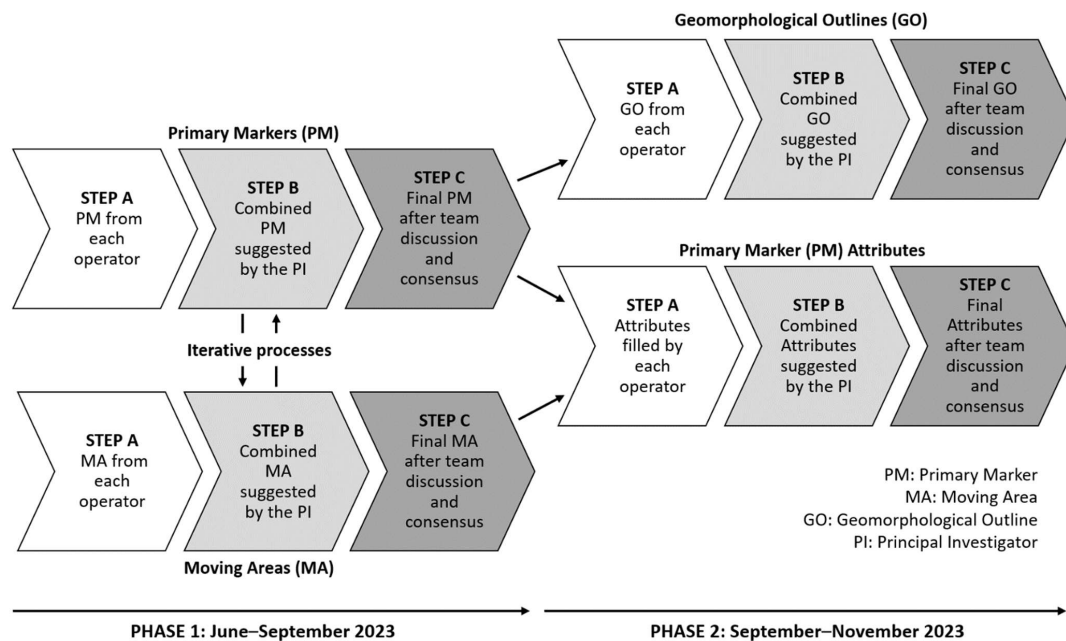 Geomorphological Outlines (GO)
STEP A
GO from
each
operator
STEP B
Combined
GO
suggested
by the PI
STEP C
Final GO
after team
discussion
and
consensus
Primary Markers (PM)
STEP A
PM from
each
operator
STEP B
Combined
PM
suggested
by the PI
STEP C
Final PM
after team
discussion
and
consensus
Iterative processes
Primary Marker (PM) Attributes
STEP A
Attributes
filled by
each
operator
STEP B
Combined
Attributes
suggested
by the PI
STEP C
Final
Attributes
after team
discussion
and
consensus
STEP A
MA from
each
operator
STEP B
Combined
MA
suggested
by the PI
STEP C
Final MA
after team
discussion
and
consensus
Moving Areas (MA)
PM: Primary Marker
MA: Moving Area
GO: Geomorphological Outline
PI: Principal Investigator
PHASE 1: June–September 2023
PHASE 2: September–November 2023